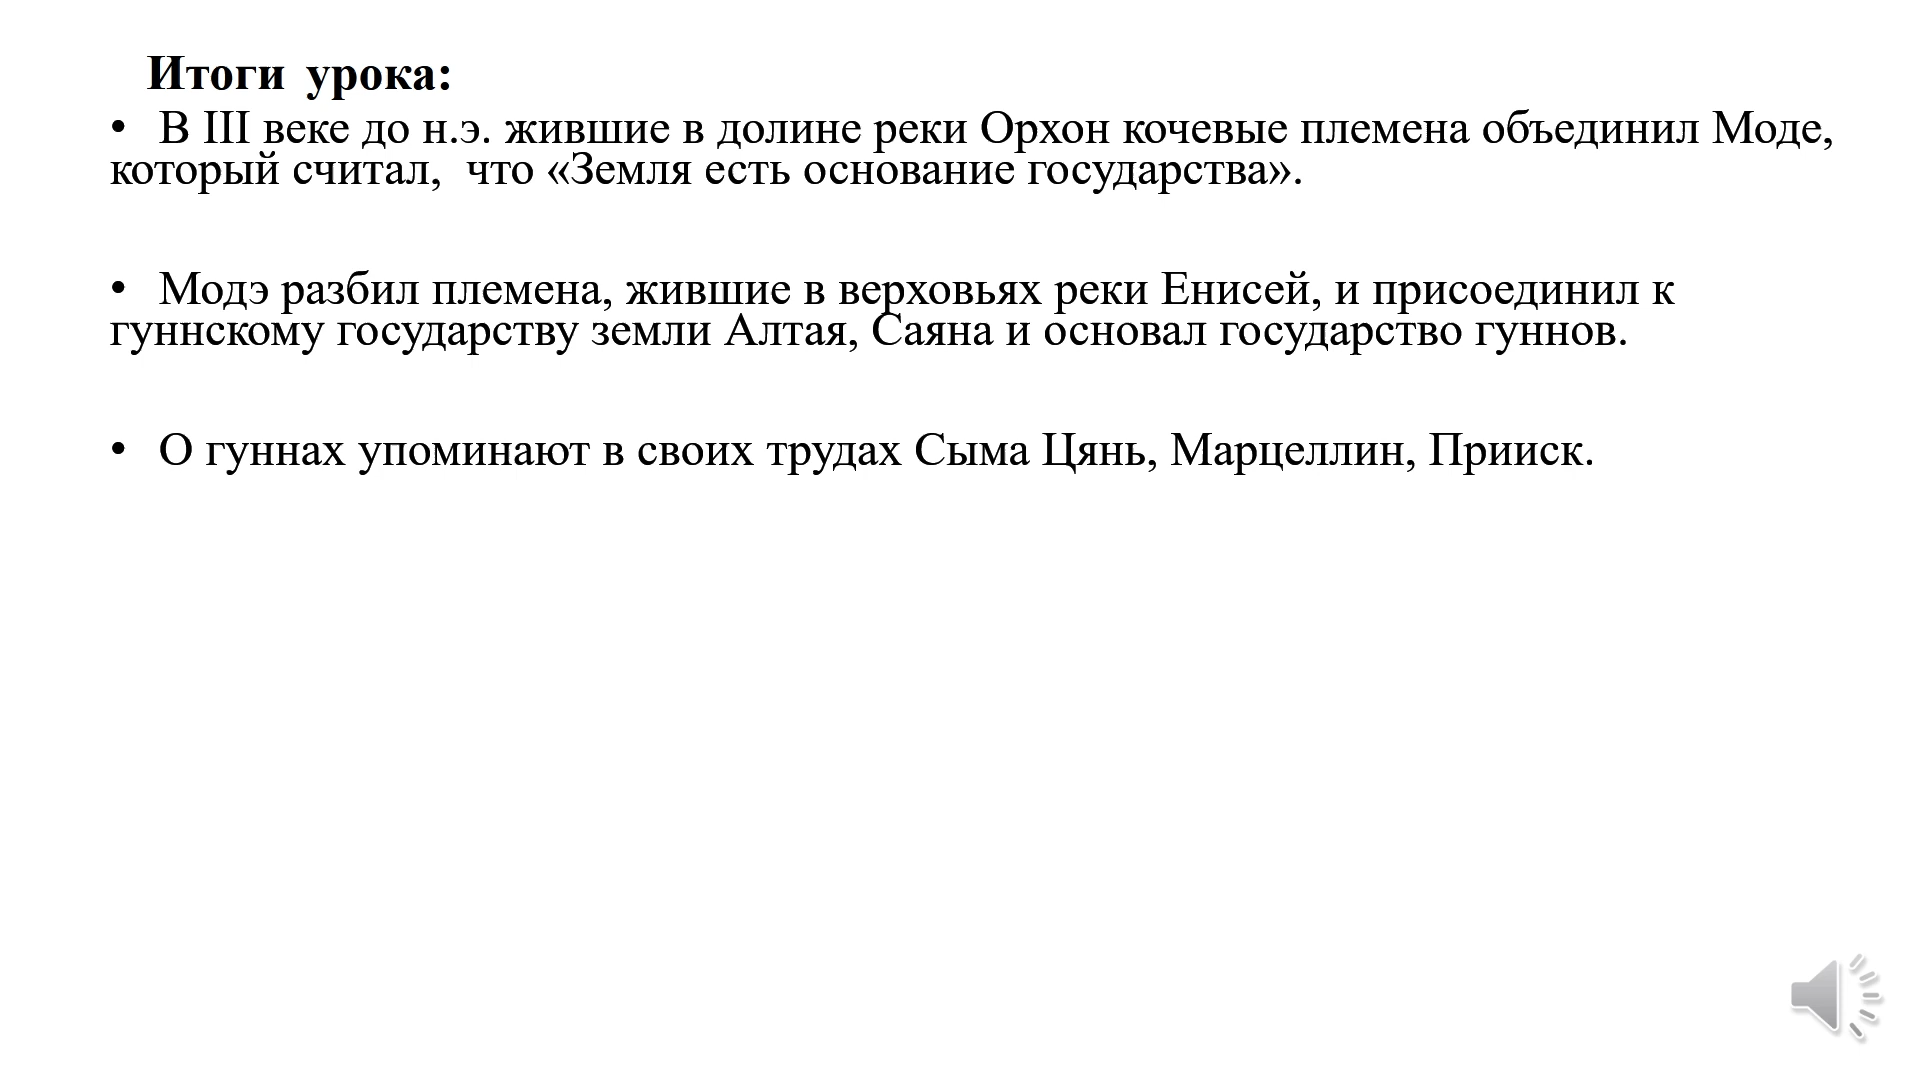 Итоги урока:
• В III веке до н.э. жившие в долине реки Орхон кочевые племена объединил Моде,
который считал, что «Земля есть основание государства».
• Модэ разбил племена, жившие в верховьях реки Енисей, и присоединил к
гуннскому государству земли Алтая, Саяна и основал государство гуннов.
• О гуннах упоминают в своих трудах Сыма Цянь, Марцеллин, Прииск.